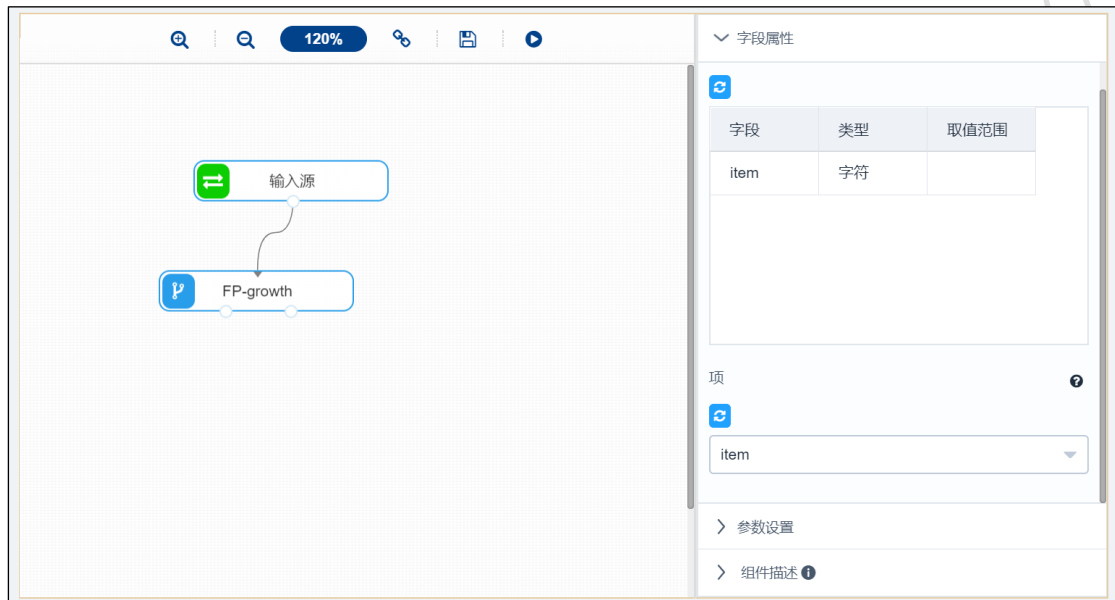 120%
输入源
FP-growth
字段属性
字段 类型 取值范围
item 字符
项
item
参数设置
组件描述